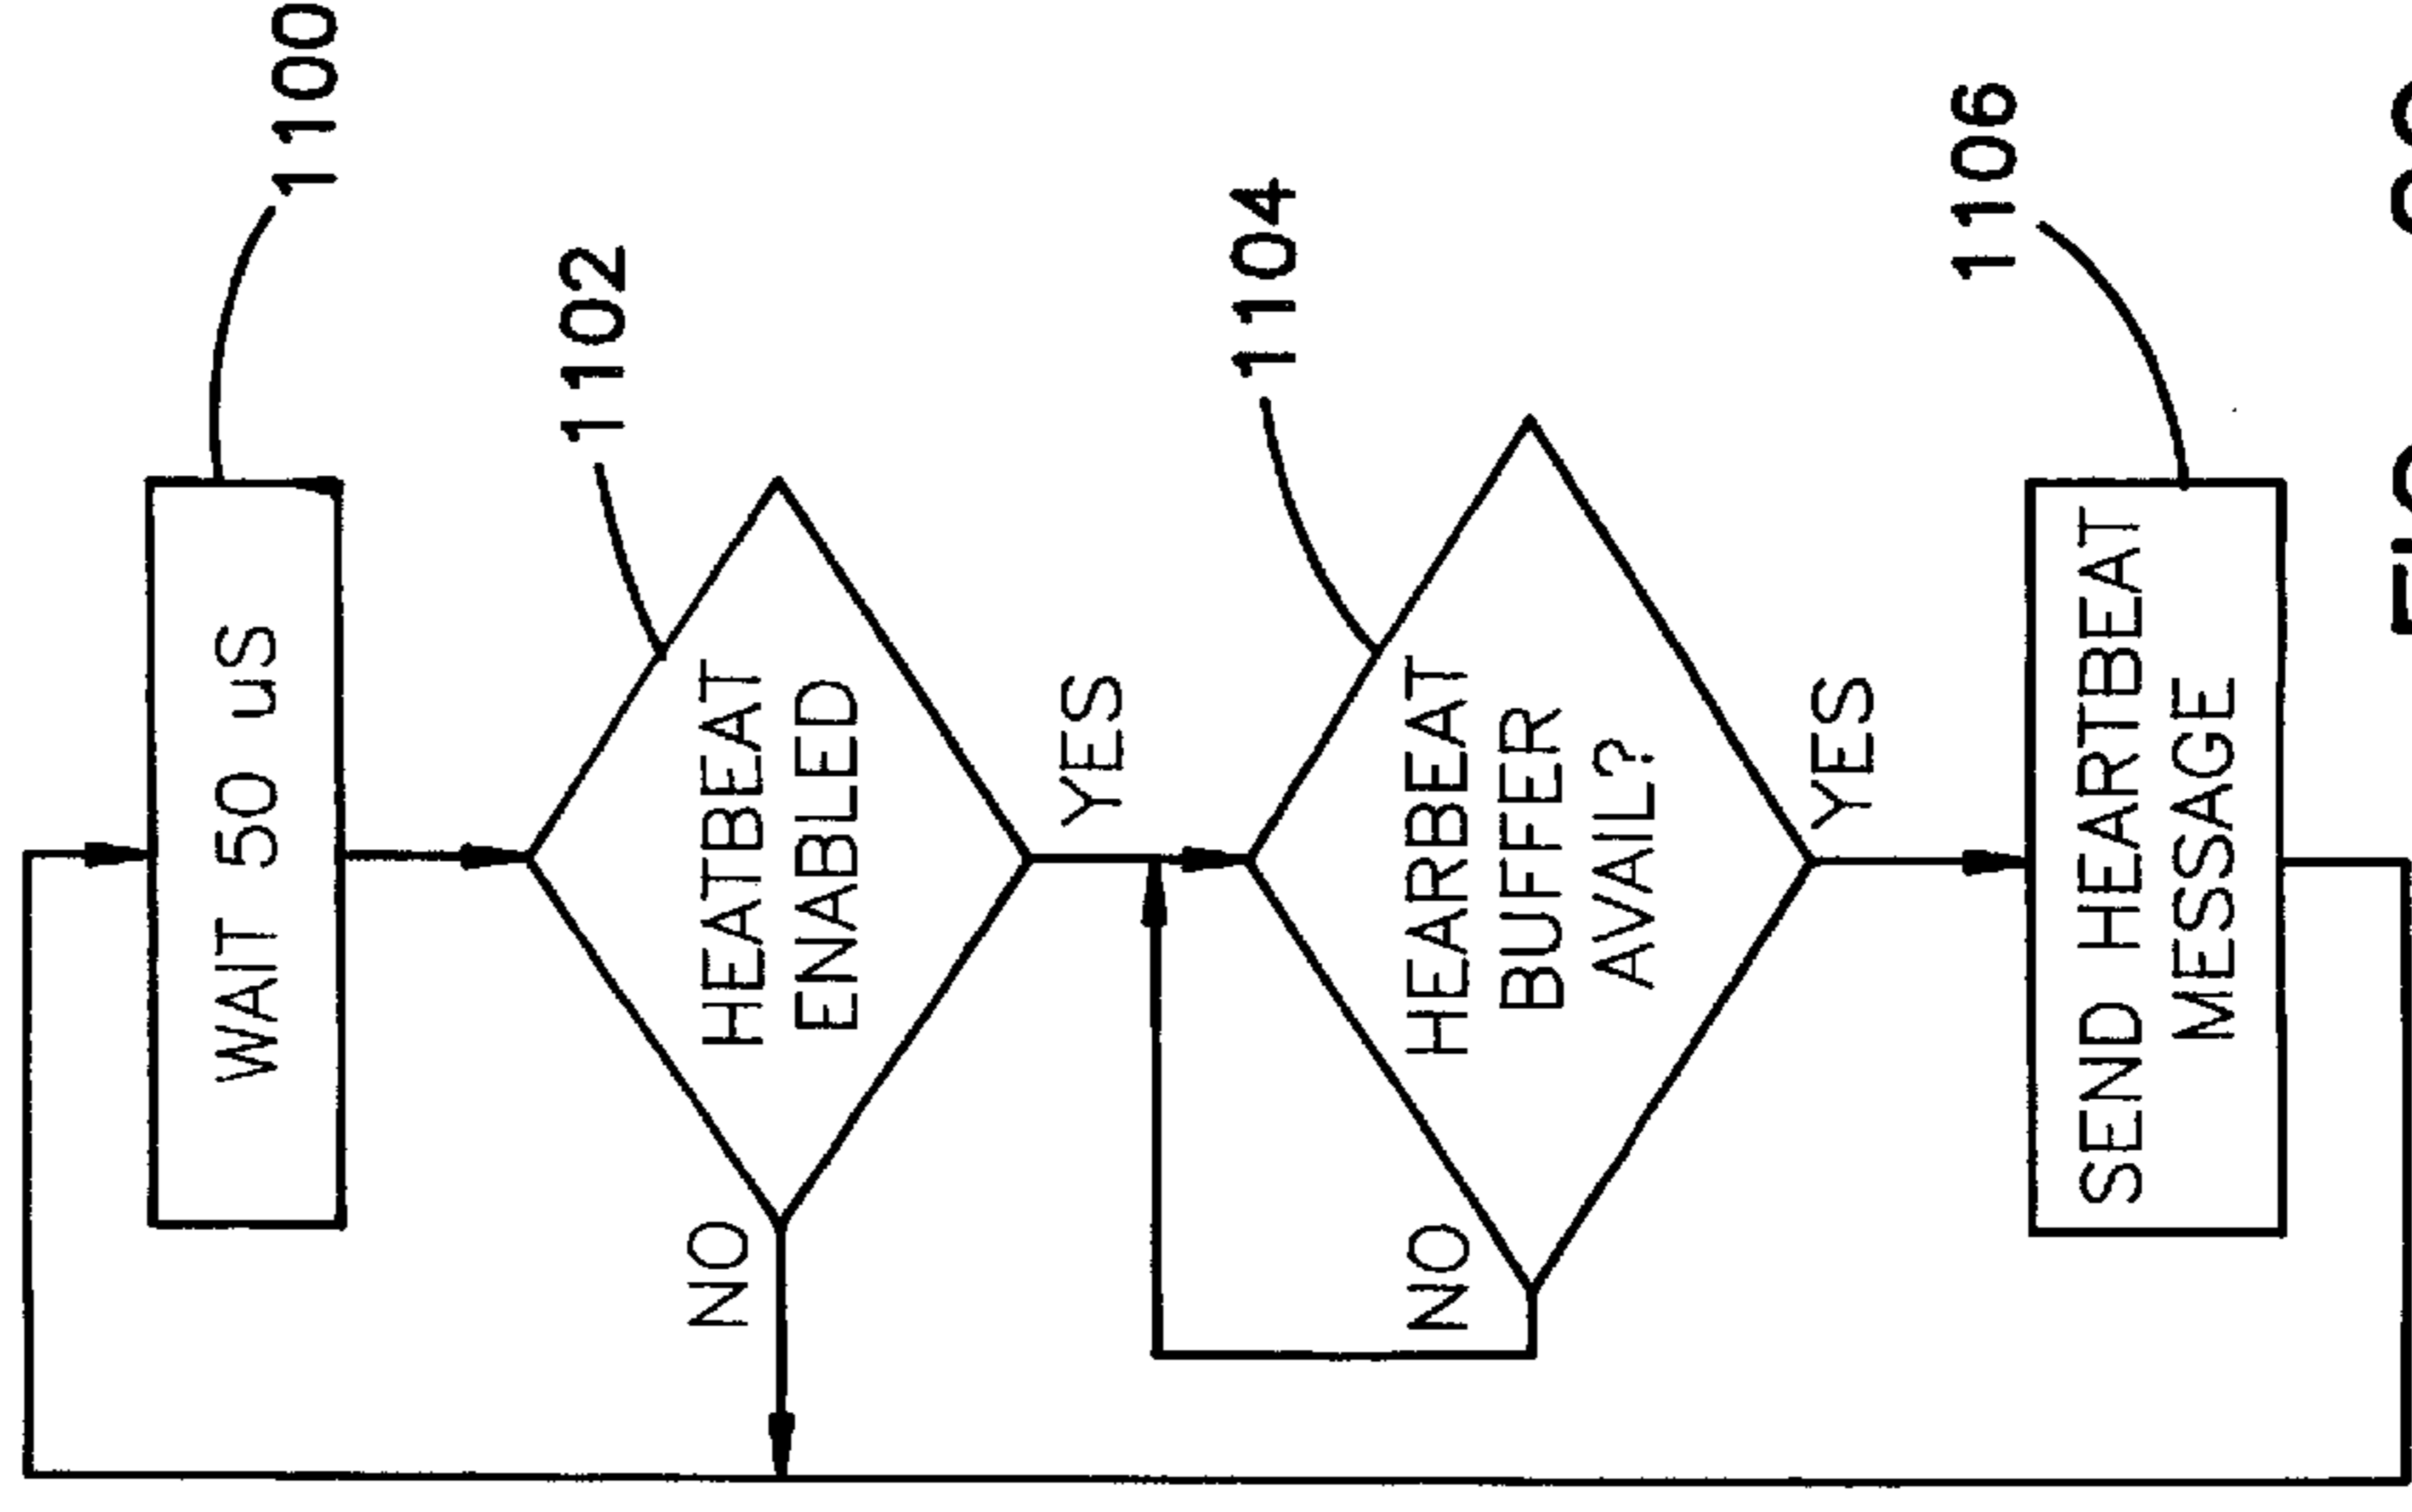 1100
WAIT 50 uS
1102
HEATBEAT
ENABLED
NO
YES
1104
HEARBEAT
BUFFER
AVAIL?
NO
YES
1106
SEND HEARTBEAT
MESSAGE